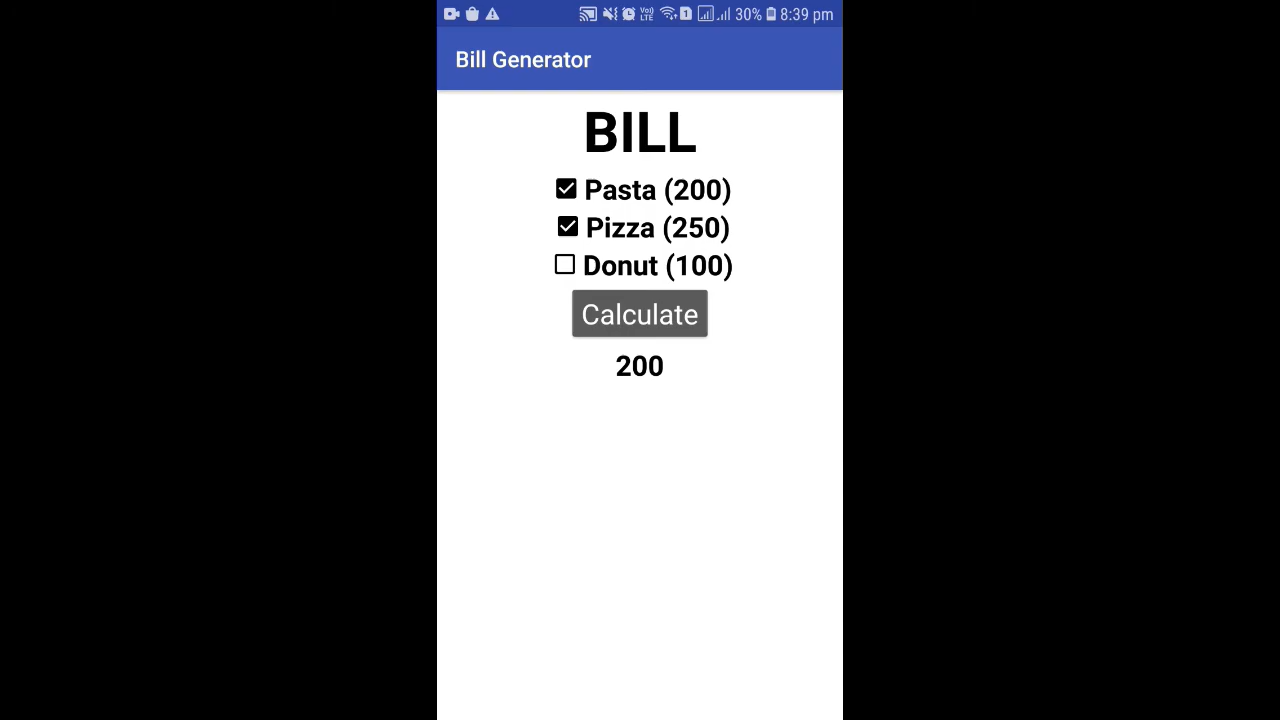 30% 8:39 pm
Bill Generator
BILL
Pasta (200)
Pizza (250)
Donut (100)
Calculate
200